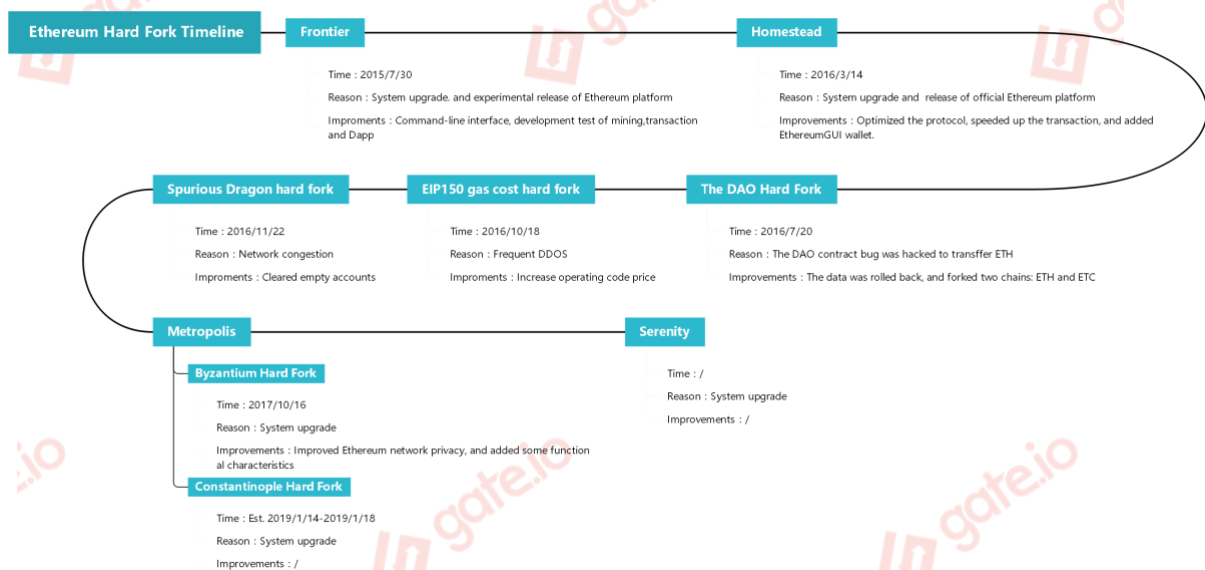 Ethereum Hard Fork Timeline
Frontier
Time : 2015/7/30
Reason : System upgrade. and experimental release of Ethereum platform
Improments : Command-line interface, development test of mining,transaction
and Dapp
Homestead
Time : 2016/3/14
Reason : System upgrade and release of official Ethereum platform
Improvements : Optimized the protocol, speeded up the transaction, and added
EthereumGUI wallet.
Spurious Dragon hard fork
Time : 2016/11/22
Reason : Network congestion
Improments : Cleared empty accounts
EIP150 gas cost hard fork
Time : 2016/10/18
Reason : Frequent DDOS
Improments : Increase operating code price
The DAO Hard Fork
Time : 2016/7/20
Reason : The DAO contract bug was hacked to transffer ETH
Improvements : The data was rolled back, and forked two chains: ETH and ETC
Metropolis
Byzantium Hard Fork
Time : 2017/10/16
Reason : System upgrade
Improvements : Improved Ethereum network privacy, and added some function
al characteristics
Constantinople Hard Fork
Time : Est. 2019/1/14-2019/1/18
Reason : System upgrade
Improvements : /
Serenity
Time : /
Reason : System upgrade
Improvements : /
gate.io
gate.io
gate.io
gate.io
.io